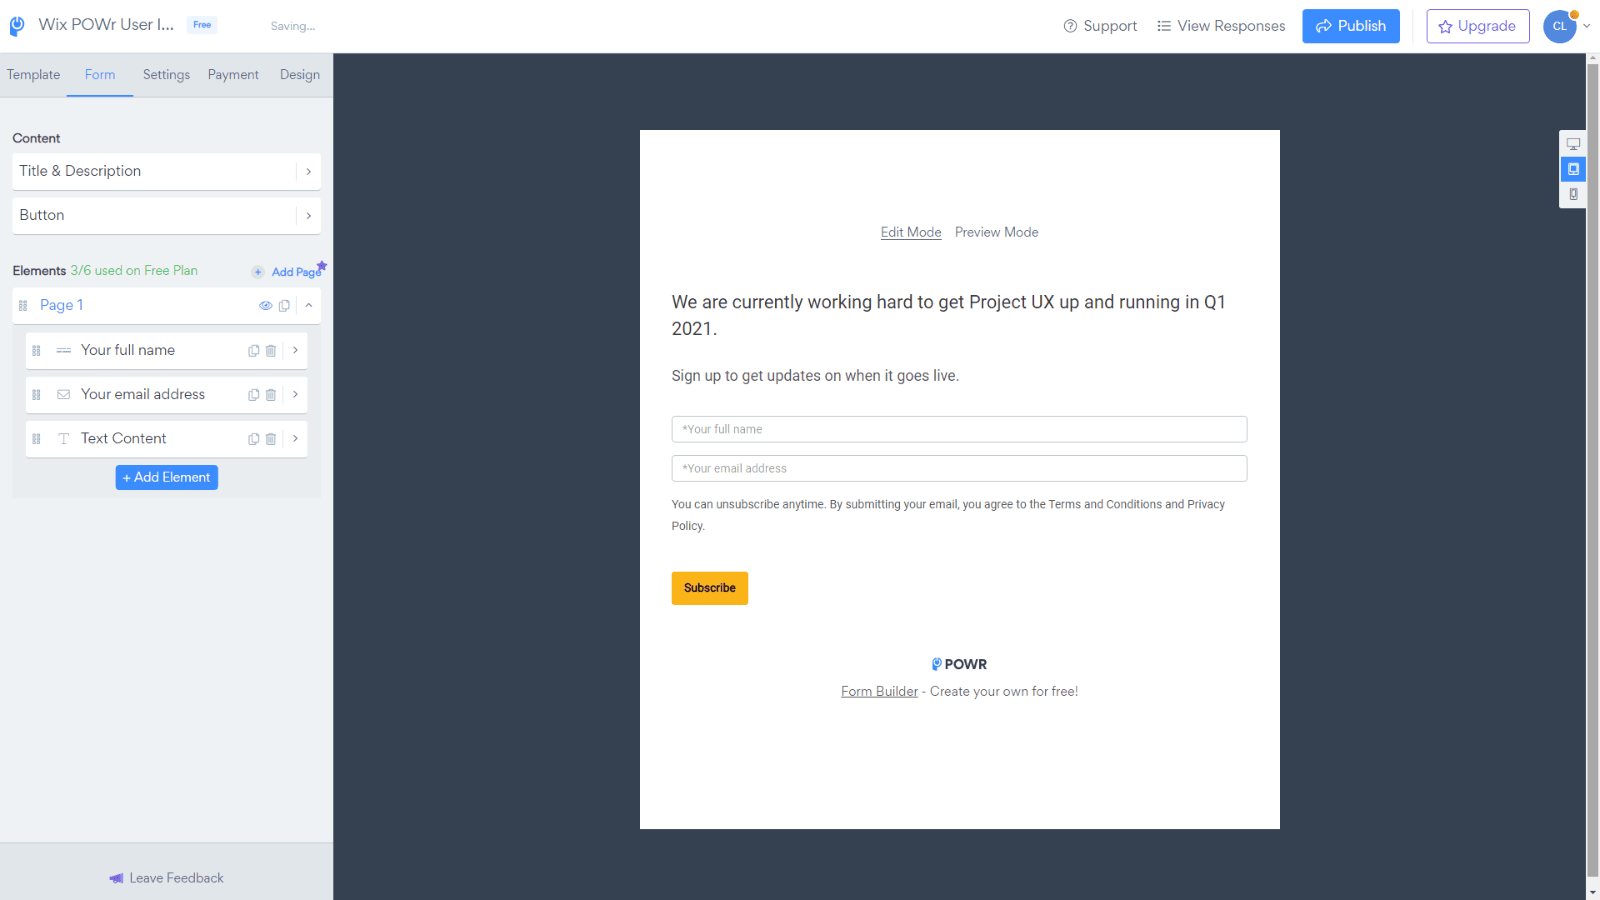 Wix POWr User I...
Free
Saving...
Support
View Responses
Publish
Upgrade
CL
Template
Form
Settings
Payment
Design
Content
Title & Description
Button
Elements 3/6 used on Free Plan
+ Add Page
Page 1
Your full name
Your email address
T Text Content
+ Add Element
Leave Feedback
Edit Mode
Preview Mode
We are currently working hard to get Project UX up and running in Q1
2021.
Sign up to get updates on when it goes live.
*Your full name
*Your email address
You can unsubscribe anytime. By submitting your email, you agree to the Terms and Conditions and Privacy
Policy.
Subscribe
POWR
Form Builder - Create your own for free!